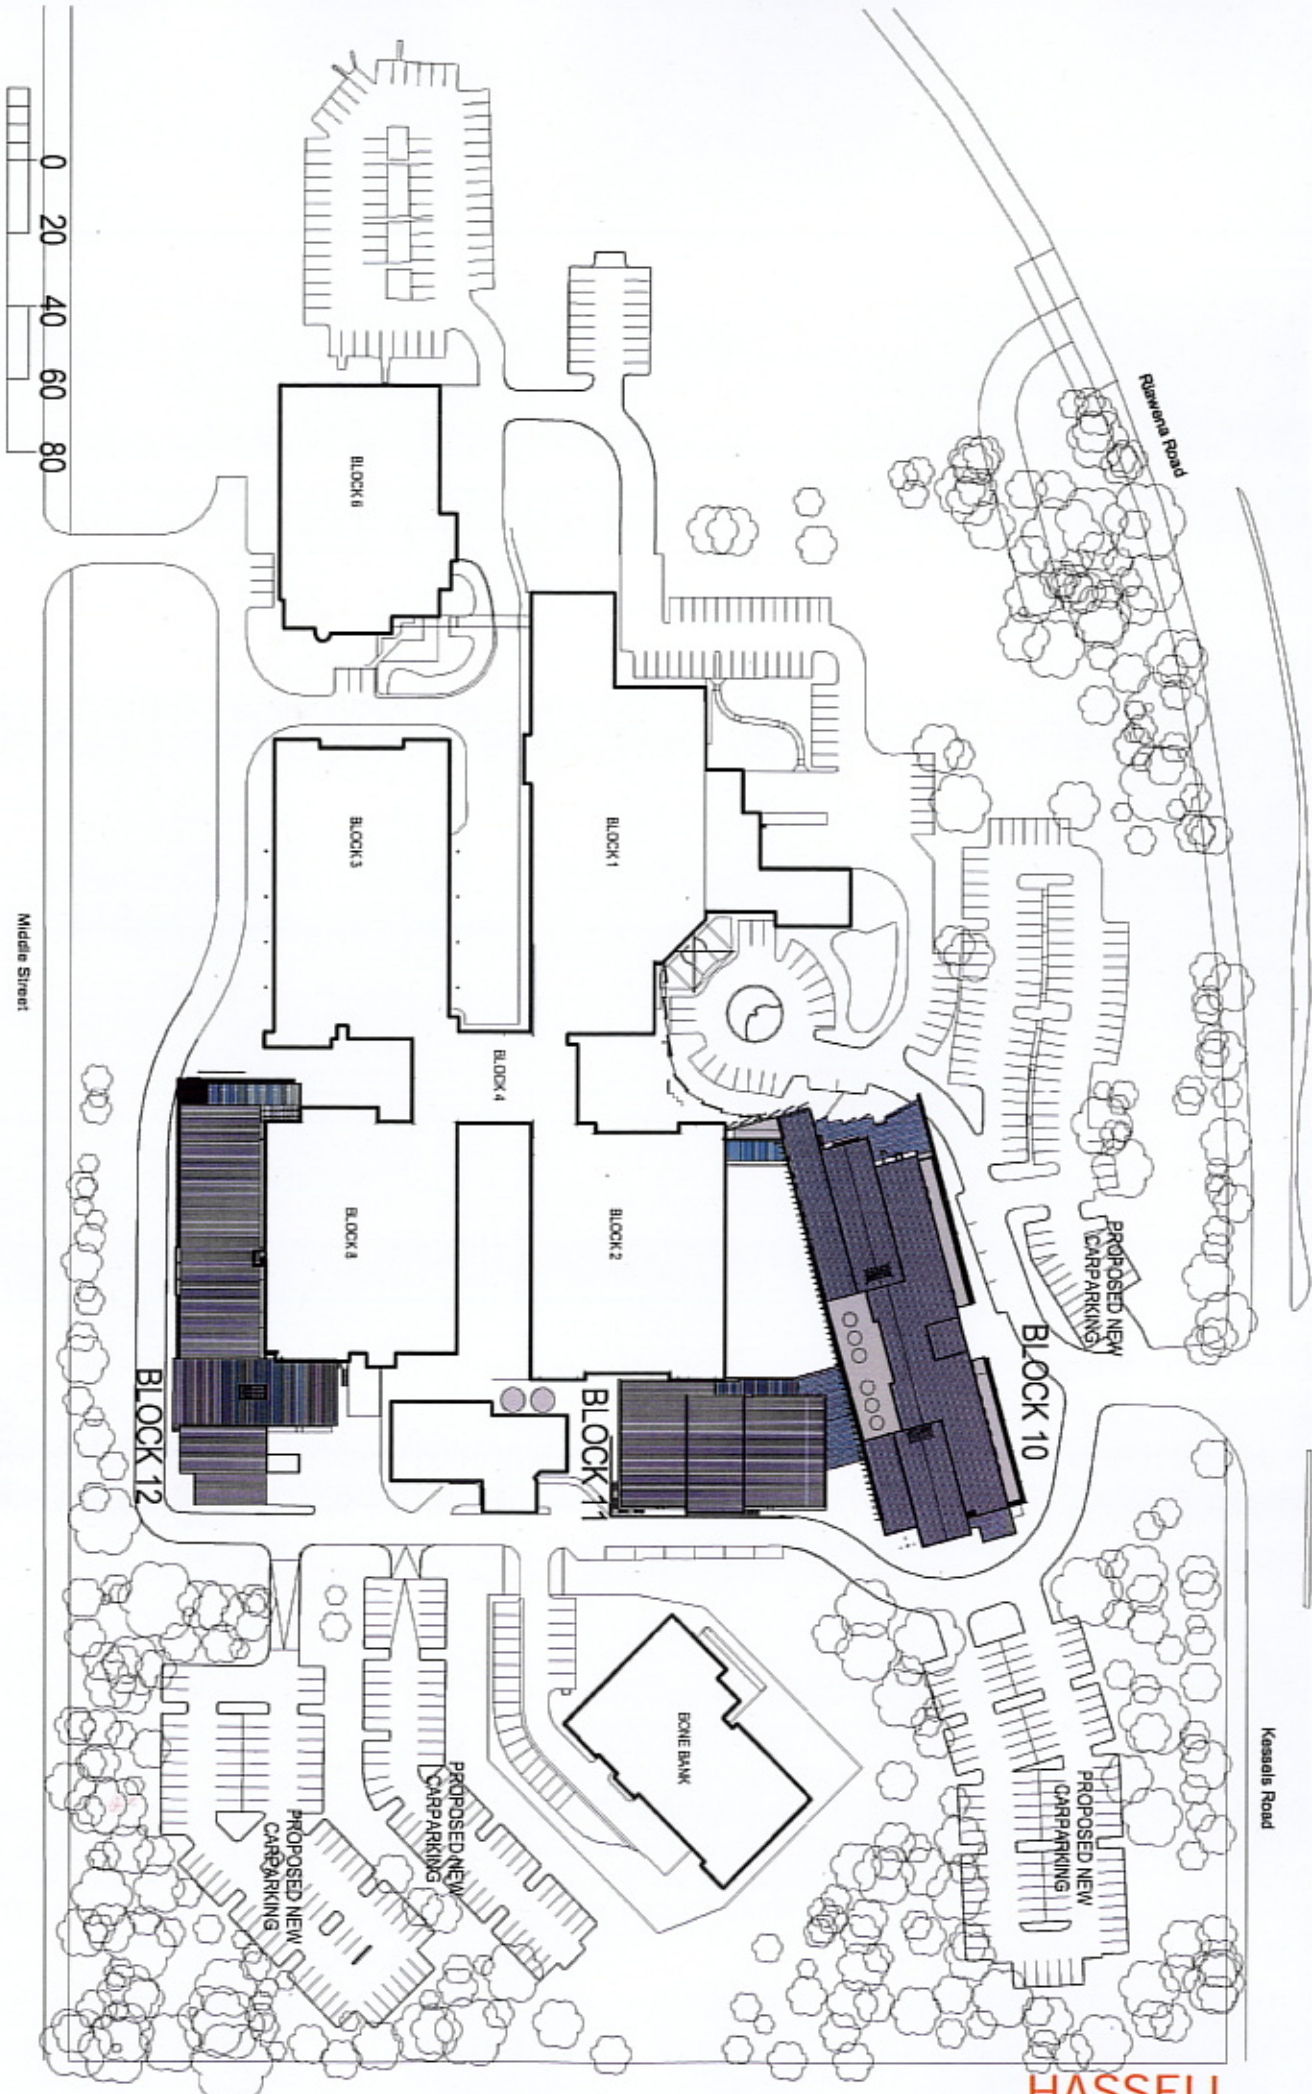 Riawena Road
Kessels Road
HASSELL
PROPOSED NEW
CARPARKING
BLOCK 10
PROPOSED NEW
CARPARKING
BLOCK 1
BLOCK 2
BLOCK 11
BONE BANK
BLOCK 4
BLOCK 6
BLOCK 3
BLOCK 8
PROPOSED NEW
CARPARKING
PROPOSED NEW
CARPARKING
BLOCK 12
Middle Street
0 20 40 60 80